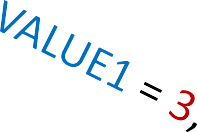 VALUE1 = 3,